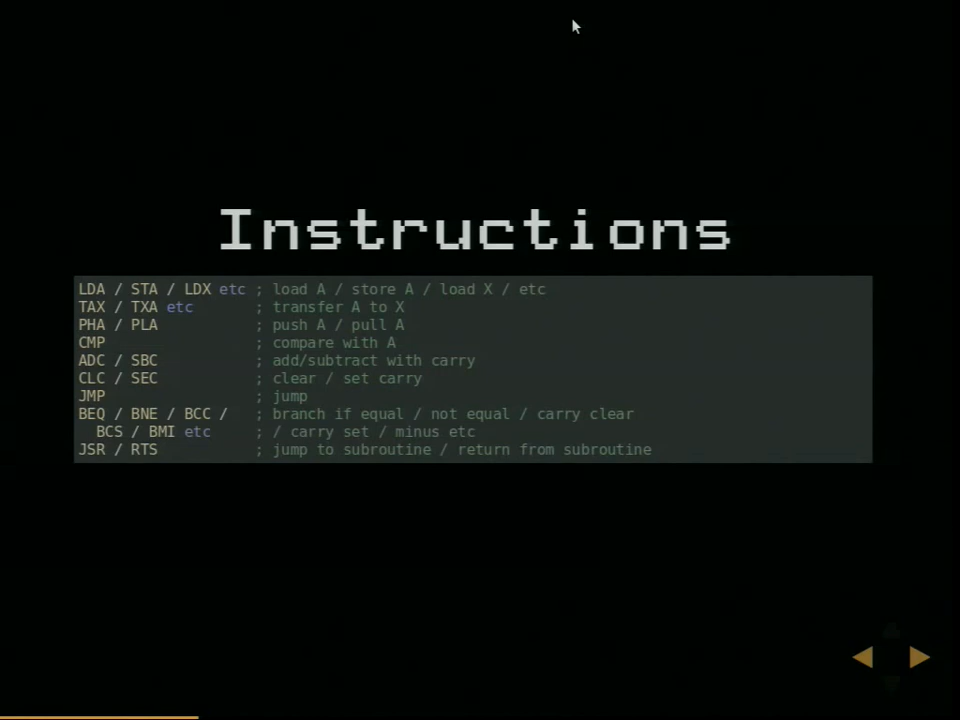 Instructions
LDA / STA / LDX etc ; load A / store A / load X / etc
TAX / TXA etc       ; transfer A to X
PHA / PLA           ; push A / pull A
CMP                 ; compare with A
ADC / SBC           ; add/subtract with carry
CLC / SEC           ; clear / set carry
JMP                 ; jump
BEQ / BNE / BCC /   ; branch if equal / not equal / carry clear
  BCS / BMI etc     ; / carry set / minus etc
JSR / RTS           ; jump to subroutine / return from subroutine